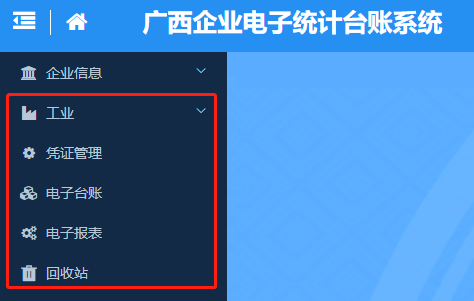 广西企业电子统计台账系统
企业信息
工业
凭证管理
电子台账
电子报表
回收站